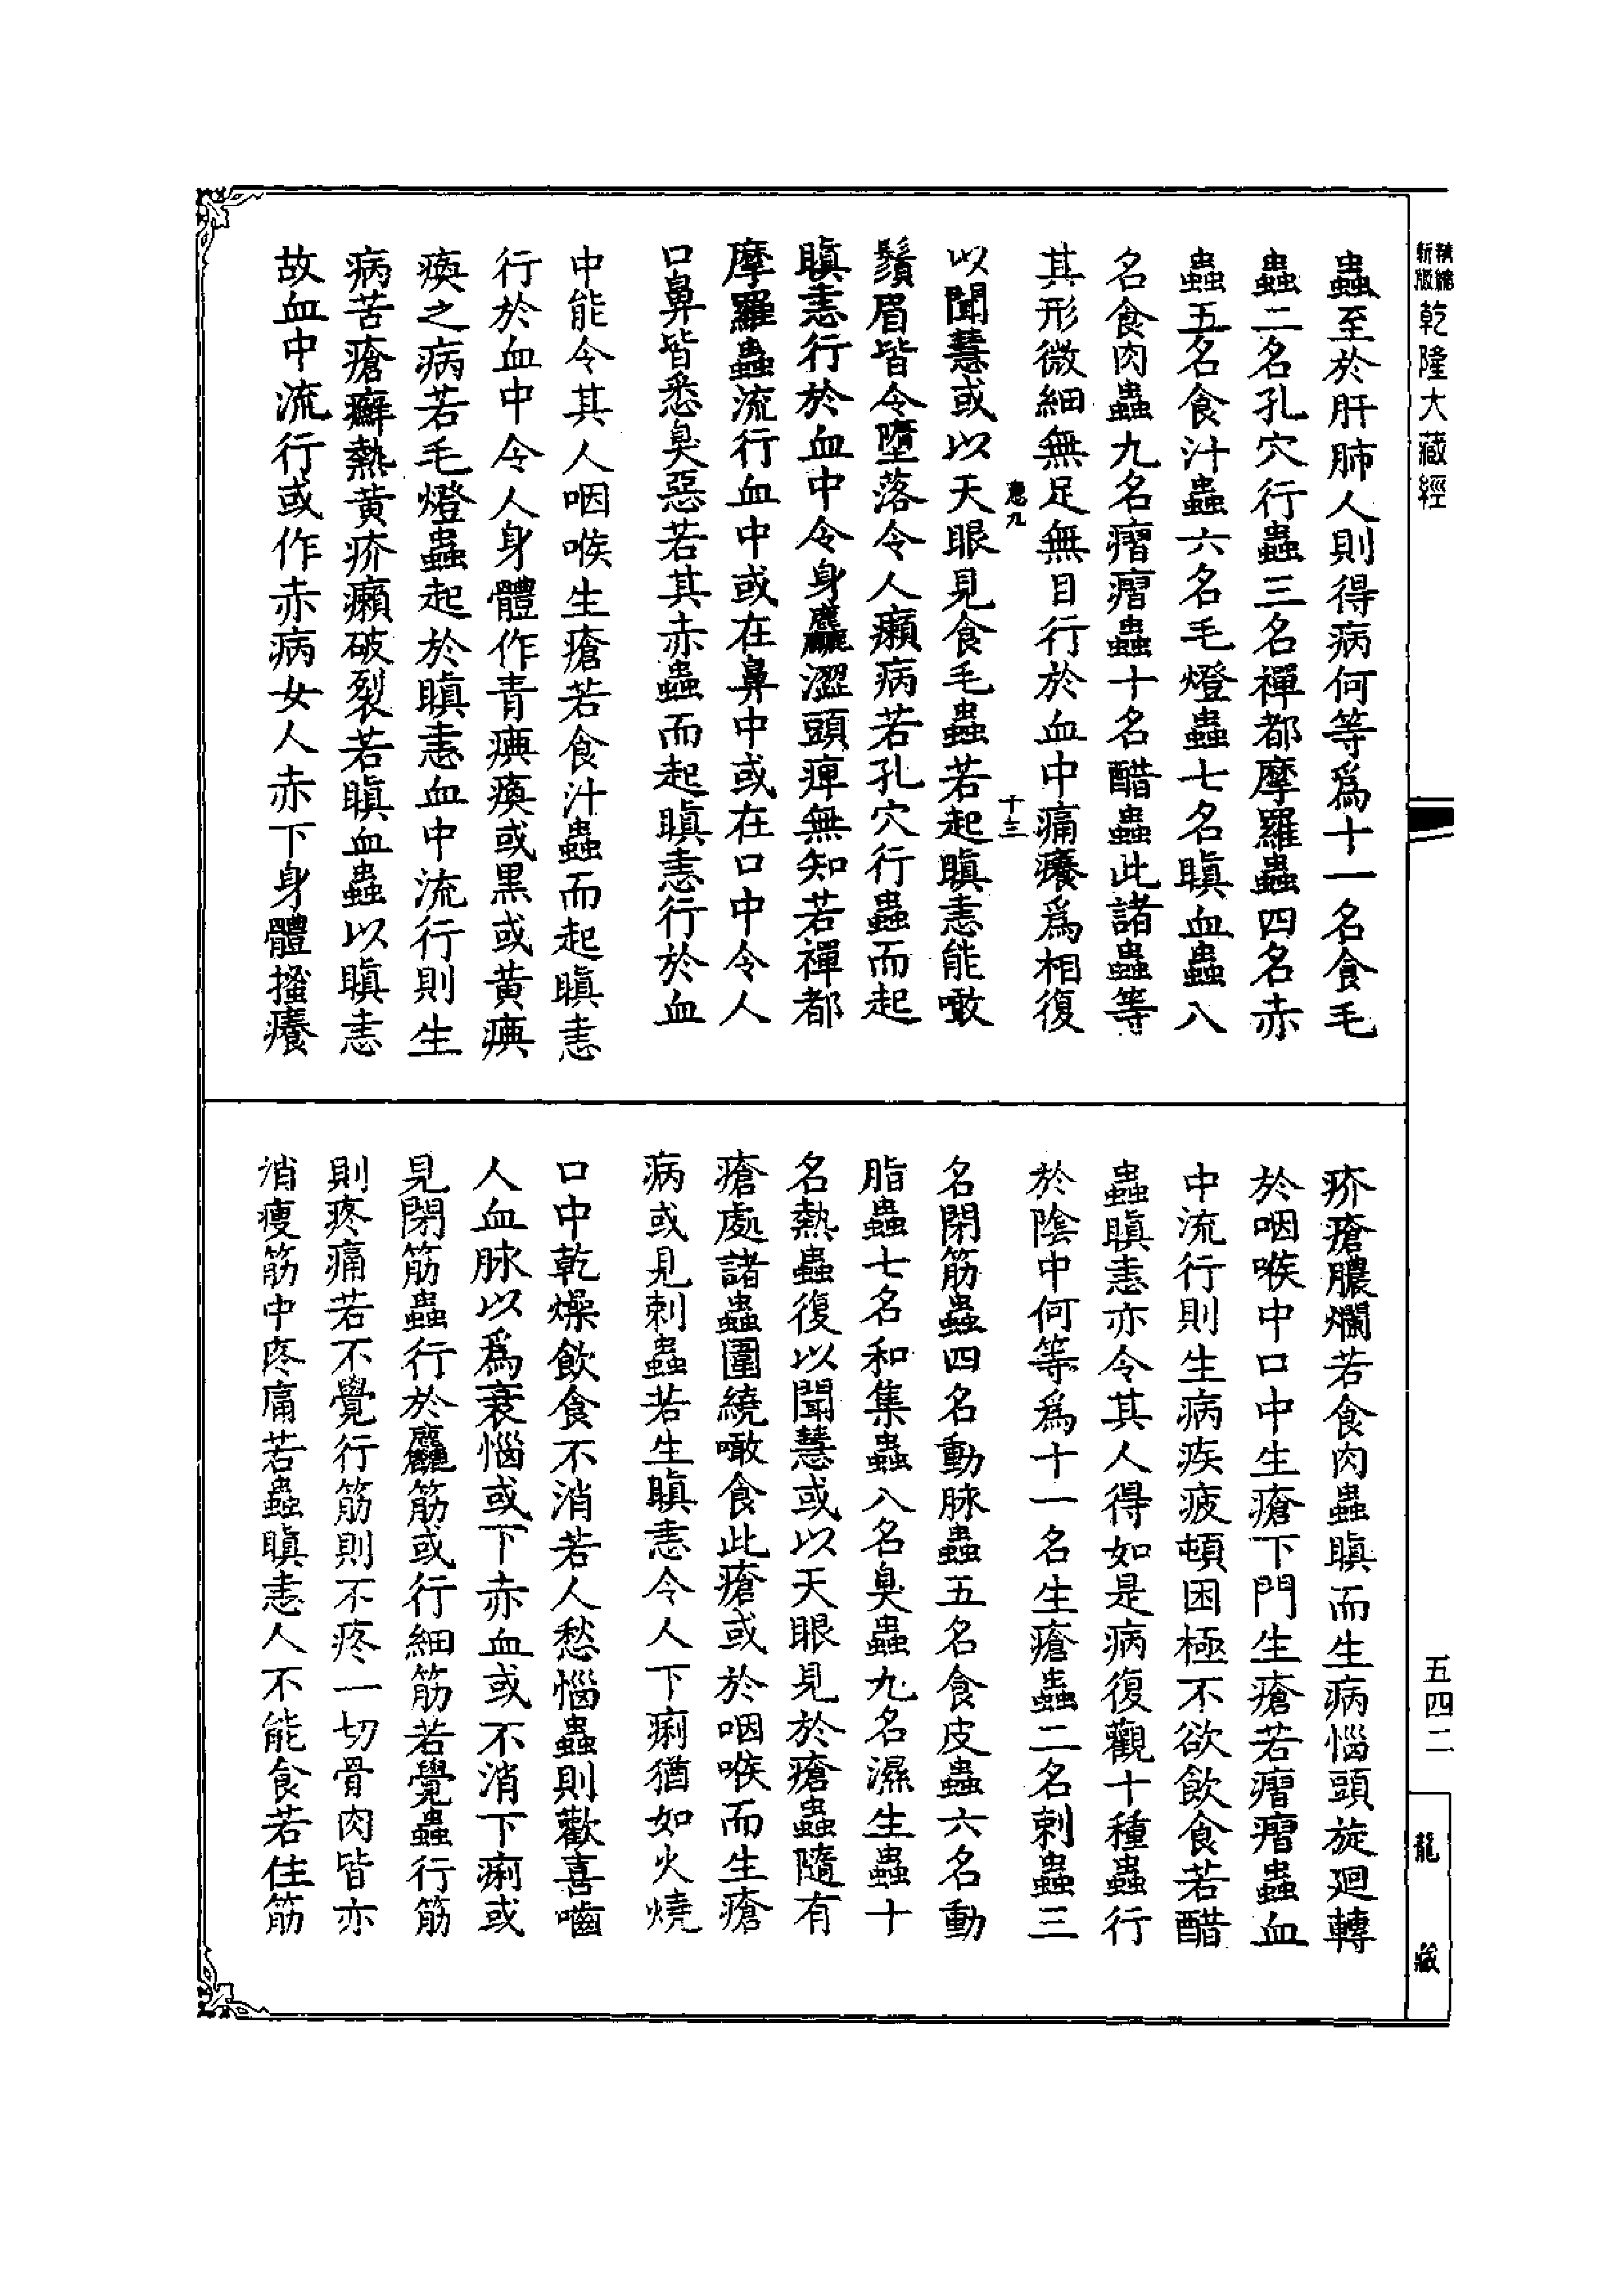 精縮
新版
乾隆大藏經
蟲至於肝肺人則得病何等爲十一名食毛
蟲二名孔穴行蟲三名禪都摩羅蟲四名赤
蟲五名食汁蟲六名毛燈蟲七名瞋血蟲八
名食肉蟲九名瘤瘤蟲十名醋蟲此諸蟲等
其形微細無足無目行於血中痛癢爲相復
十三
以聞慧或以天眼見食毛蟲若起瞋恚能噉
鬚眉皆令墮落令人癩病若孔穴行蟲而起
瞋恚行於血中令身麤澀頭痺無知若禪都
摩羅蟲流行血中或在鼻中或在口中令人
口鼻皆悉臭惡若其赤蟲而起瞋恚行於血
中能令其人咽喉生瘡若食汁蟲而起瞋恚
行於血中令人身體作青㾠瘓或黑或黄㾠
瘓之病若毛燈蟲起於瞋恚血中流行則生
病苦瘡癬熱黄疥癩破裂若瞋血蟲以瞋恚
故血中流行或作赤病女人赤下身體搔癢
疥瘡膿爛若食肉蟲瞋而生病惱頭旋迴轉
於咽喉中口中生瘡下門生瘡若瘤瘤蟲血
中流行則生病疾疲頓困極不欲飲食若醋
蟲瞋恚亦令其人得如是病復觀十種蟲行
於陰中何等爲十一名生瘡蟲二名刺蟲三
名閉筋蟲四名動脉蟲五名食皮蟲六名動
脂蟲七名和集蟲八名臭蟲九名濕生蟲十
名熱蟲復以聞慧或以天眼見於瘡蟲隨有
瘡處諸蟲圍繞噉食此瘡或於咽喉而生瘡
病或見刺蟲若生瞋恚令人下痢猶如火燒
口中乾燥飲食不消若人愁惱蟲則歡喜嚙
人血脉以爲衰惱或下赤血或不消下痢或
見閉筋蟲行於麤筋或行細筋若覺蟲行筋
則疼痛若不覺行筋則不疼一切骨肉皆亦
消瘦筋中疼痛若蟲瞋恚人不能食若住筋
五四二
龍藏